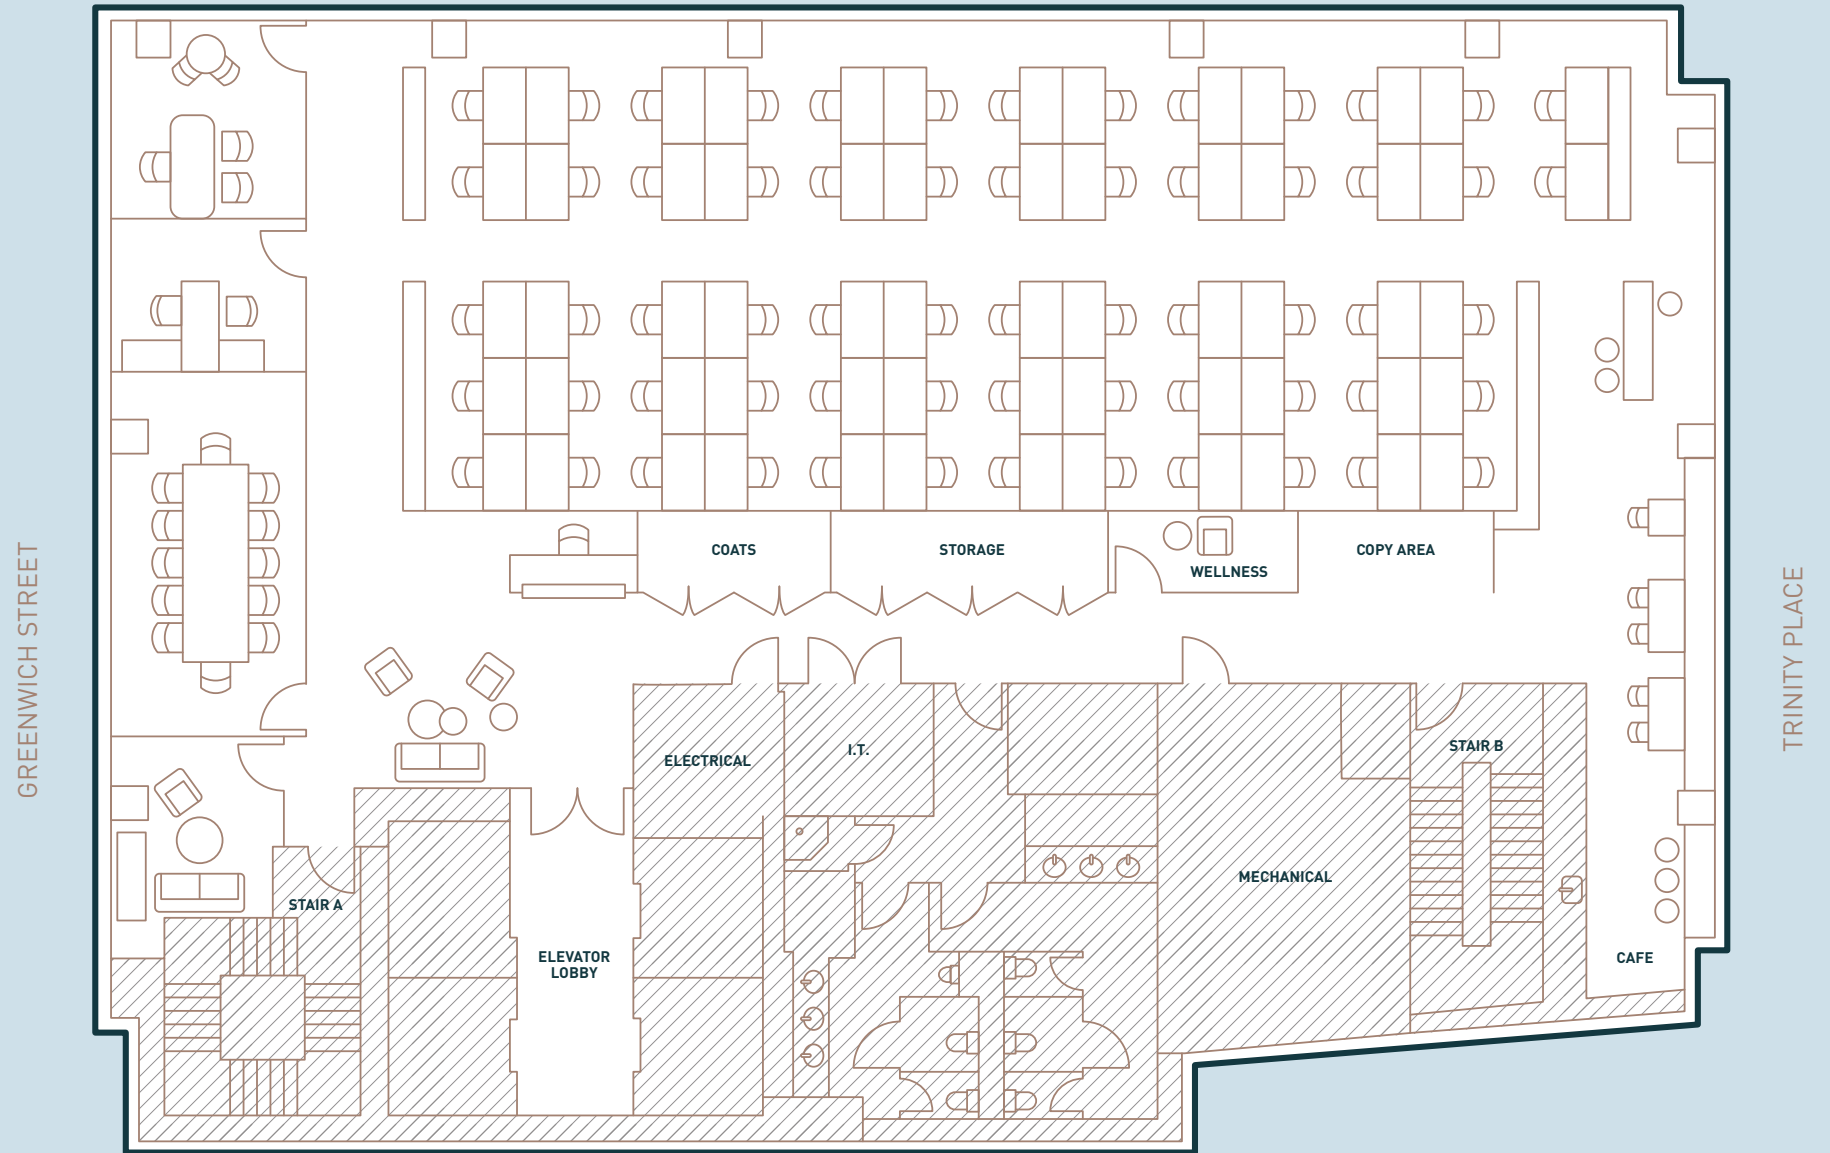 GREENWICH STREET
TRINITY PLACE
COATS
STORAGE
WELLNESS
COPY AREA
ELECTRICAL
I.T.
STAIR B
MECHANICAL
STAIR A
ELEVATOR
LOBBY
CAFE